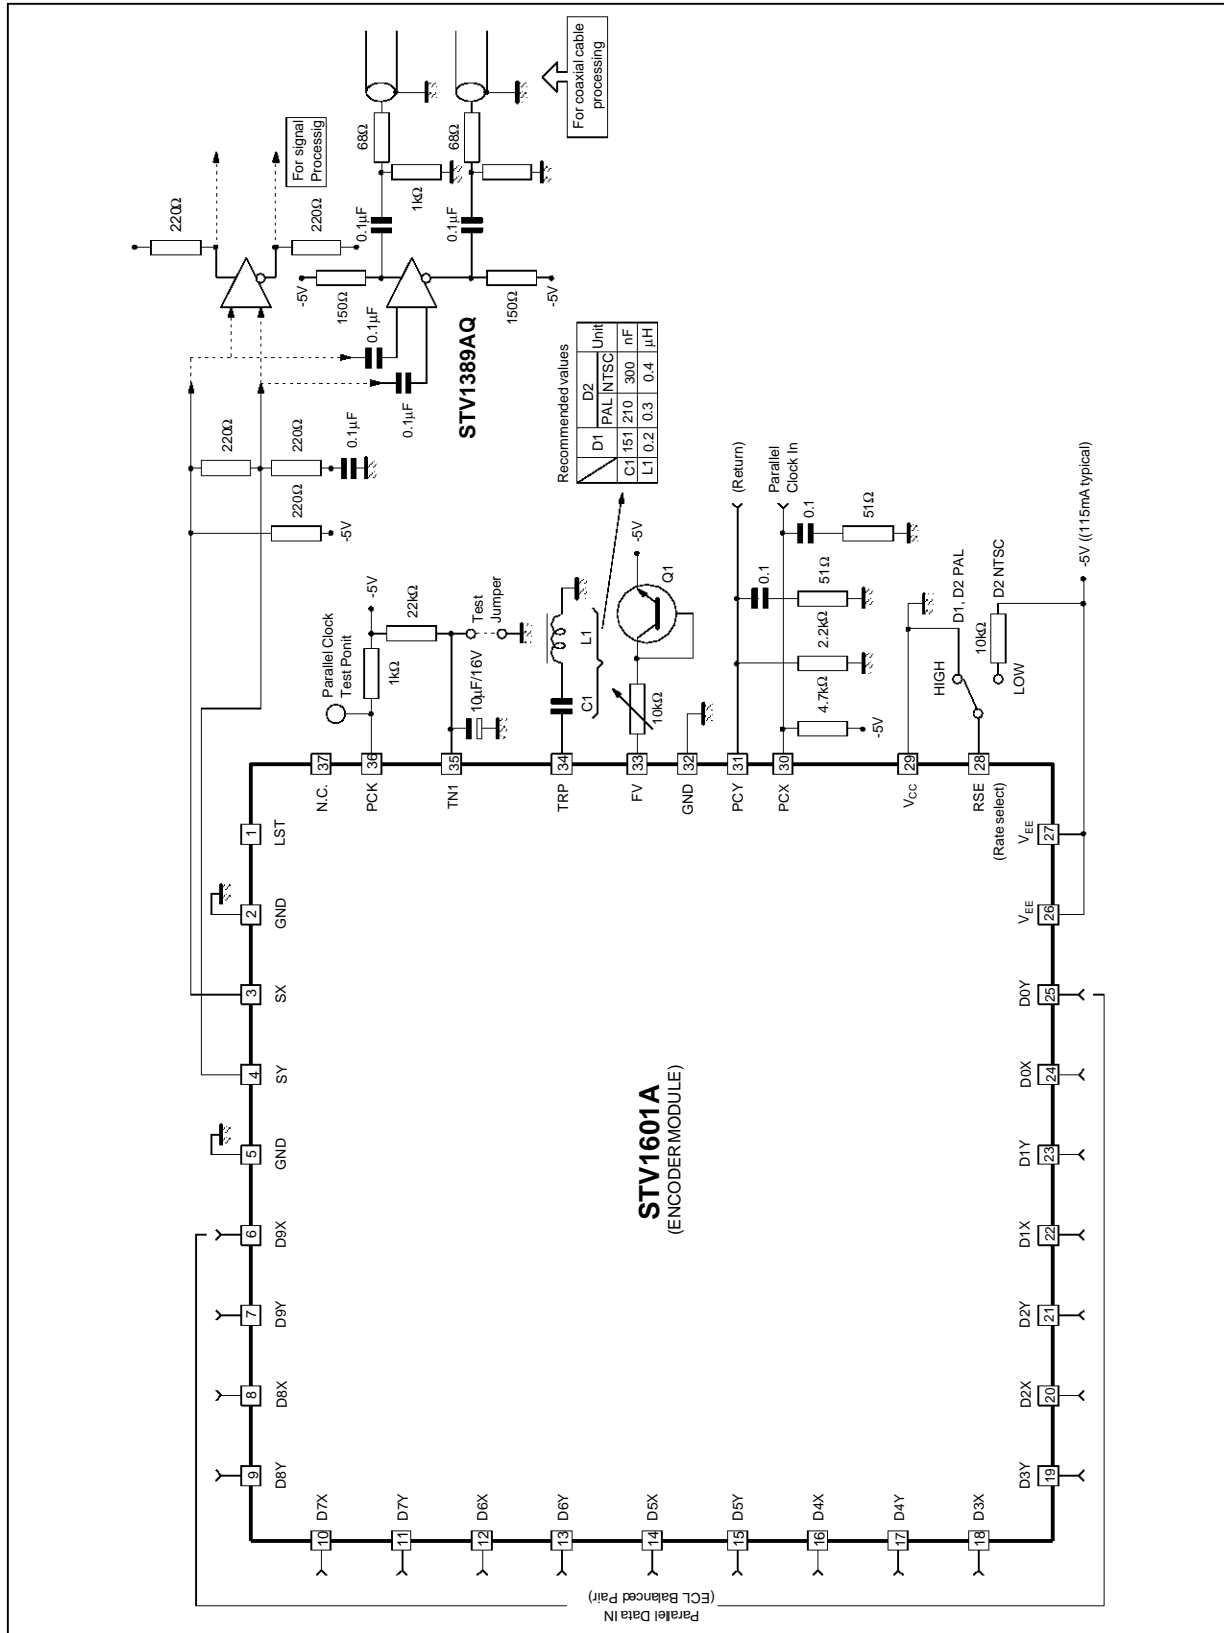 For coaxial cable
processing
For signal
Processig
220Ω
220Ω
68Ω
68Ω
1kΩ
0.1µF
0.1µF
-5V
150Ω
150Ω
-5V
0.1µF
0.1µF
STV1389AQ
220Ω
220Ω
0.1µF
220Ω
-5V
Recommended values
D1 D2 Unit
PAL NTSC
C1 151 210 300 nF
L1 0.2 0.3 0.4 µH
Parallel Clock
Test Ponit
1kΩ
-5V
22kΩ
10µF/16V
Test
Jumper
C1 L1
10kΩ
Q1
-5V
(Return)
Parallel
Clock In
0.1
51Ω
0.1
51Ω
2.2kΩ
4.7kΩ
-5V
HIGH
D1, D2 PAL
LOW
D2 NTSC
10kΩ
-5V ((115mA typical)
37 N.C.
36 PCK
35 TN1
34 TRP
33 FV
32 GND
31 PCY
30 PCX
29 VCC
28 RSE
(Rate select)
1 LST
2 GND
3 SX
4 SY
5 GND
6 D9X
7 D9Y
8 D8X
9 D8Y
27 VEE
26 VEE
25 D0Y
24 D0X
23 D1Y
22 D1X
21 D2Y
20 D2X
19 D3Y
STV1601A
(ENCODER MODULE)
10 D7X
11 D7Y
12 D6X
13 D6Y
14 D5X
15 D5Y
16 D4X
17 D4Y
18 D3X
Parallel Data IN
(ECL Balanced Pair)